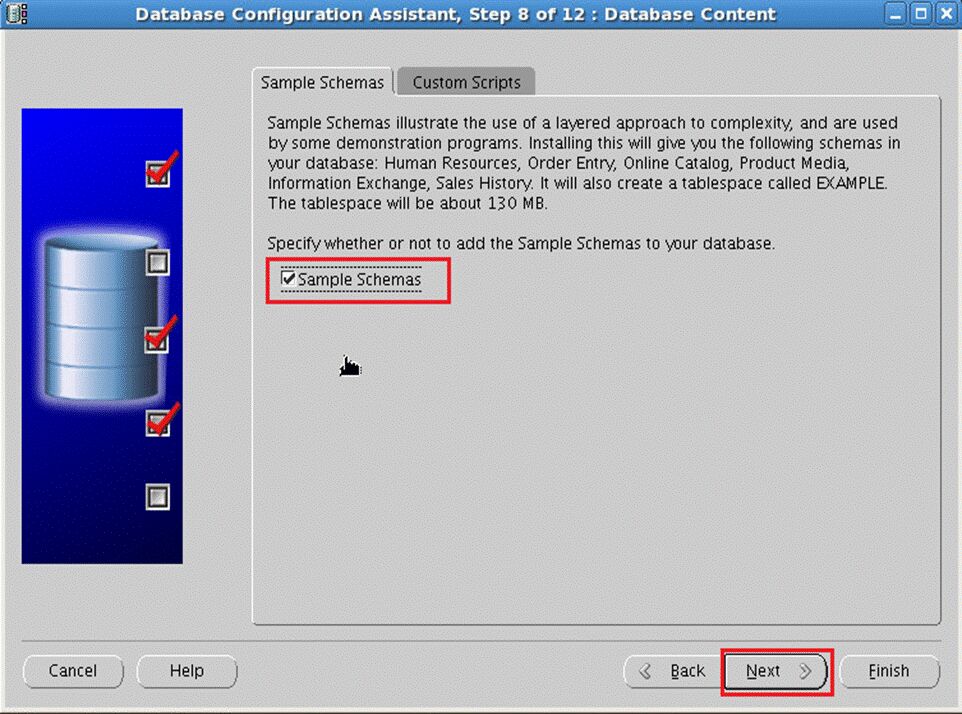 Database Configuration Assistant, Step 8 of 12 : Database Content
Sample Schemas
Custom Scripts
Sample Schemas illustrate the use of a layered approach to complexity, and are used
by some demonstration programs. Installing this will give you the following schemas in
your database: Human Resources, Order Entry, Online Catalog, Product Media,
Information Exchange, Sales History. It will also create a tablespace called EXAMPLE.
The tablespace will be about 130 MB.
Specify whether or not to add the Sample Schemas to your database.
Sample Schemas
Cancel
Help
Back
Next
Finish